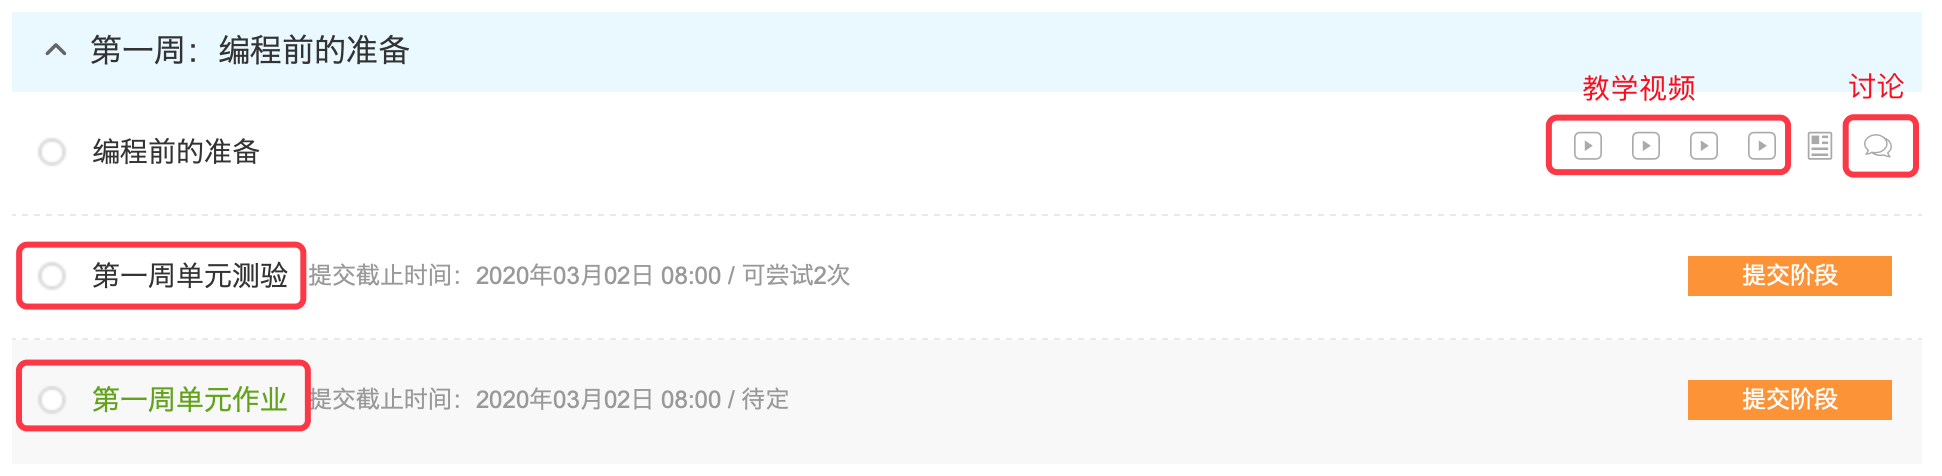 第一周：编程前的准备
教学视频
讨论
编程前的准备
第一周单元测验 提交截止时间：2020年03月02日 08:00 / 可尝试2次
提交阶段
第一周单元作业 提交截止时间：2020年03月02日 08:00 / 待定
提交阶段